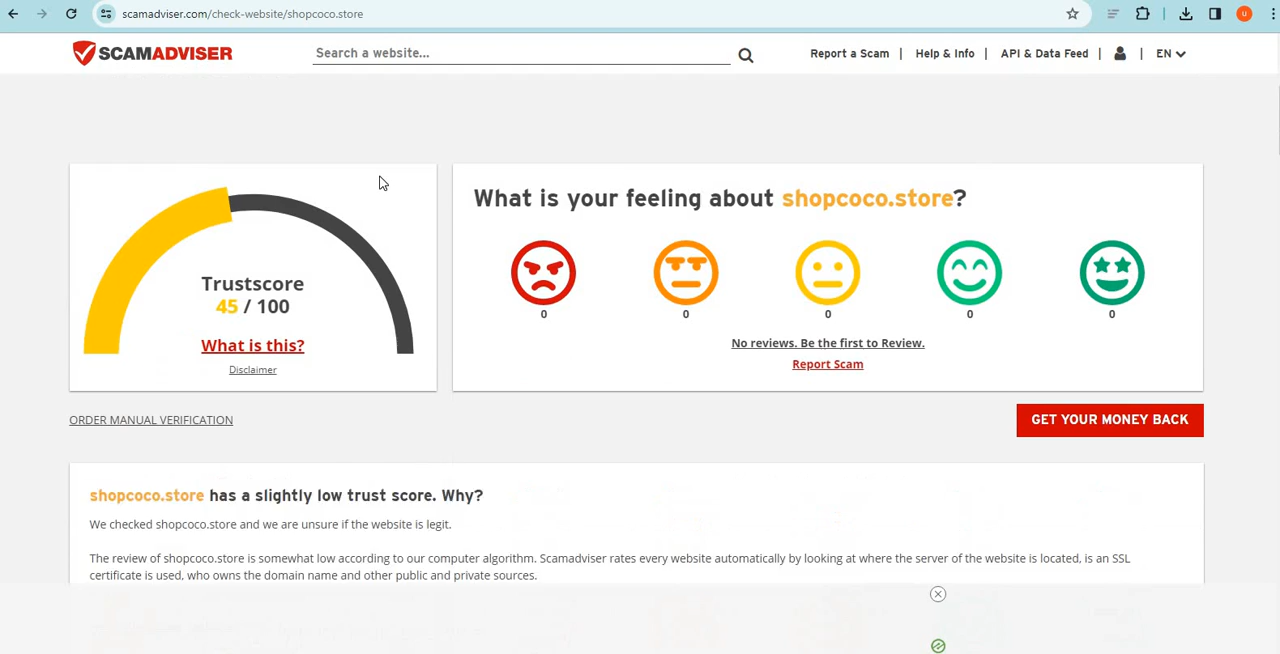 scamadviser.com/check-website/shopcoco.store
u
SCAMADVISER
Search a website...
Report a Scam | Help & Info | API & Data Feed | | EN
Trustscore
45 / 100
What is this?
Disclaimer
What is your feeling about shopcoco.store?
0 0 0 0 0
No reviews. Be the first to Review.
Report Scam
ORDER MANUAL VERIFICATION
GET YOUR MONEY BACK
shopcoco.store has a slightly low trust score. Why?
We checked shopcoco.store and we are unsure if the website is legit.
The review of shopcoco.store is somewhat low according to our computer algorithm. Scamadviser rates every website automatically by looking at where the server of the website is located, is an SSL
certificate is used, who owns the domain name and other public and private sources.